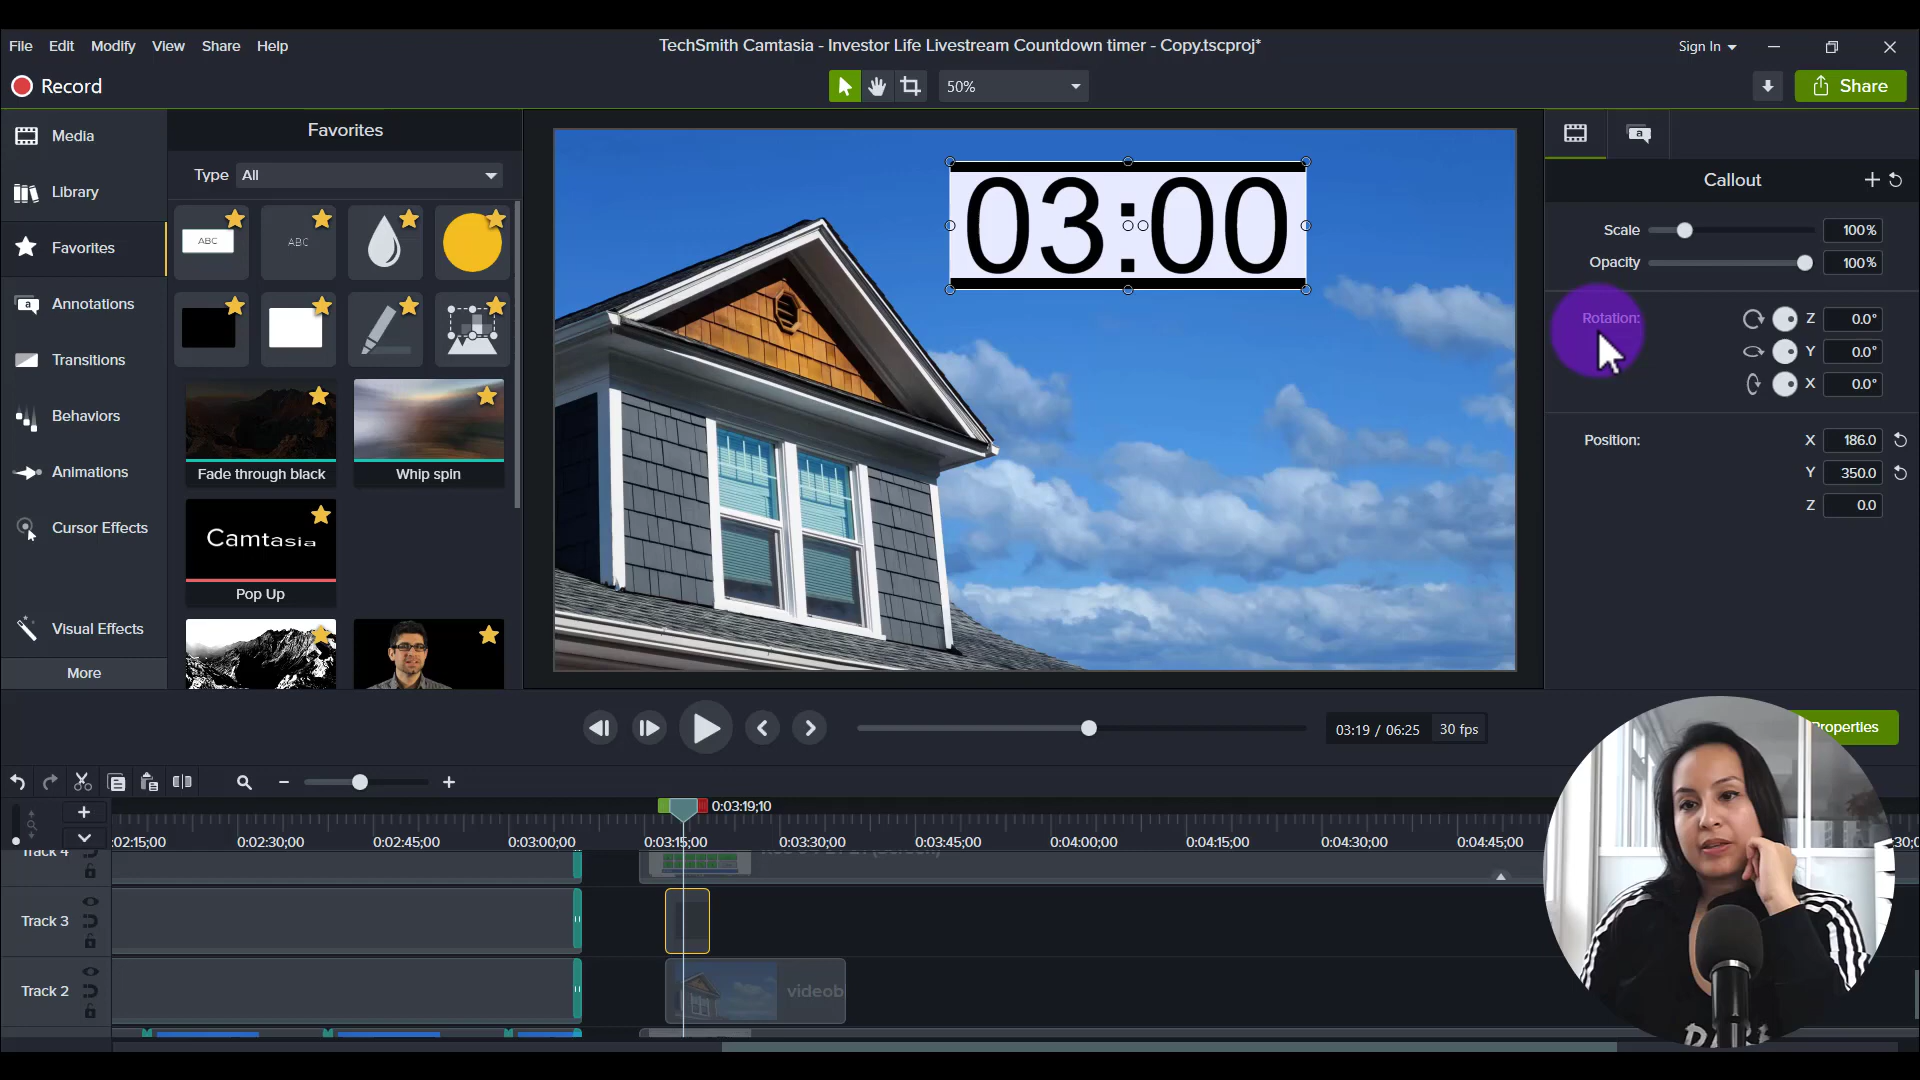 File Edit Modify View Share Help
TechSmith Camtasia - Investor Life Livestream Countdown timer - Copy.tscproj*
Sign In
Record
50%
Share
Media
Library
Favorites
Annotations
Transitions
Behaviors
Animations
Cursor Effects
Visual Effects
More
Favorites
Type All
ABC
ABC
Fade through black
Whip spin
Camtasia
Pop Up
03:00
a
Callout
Scale 100%
Opacity 100%
Rotation: Z 0.0°
Y 0.0°
X 0.0°
Position: X 186.0
Y 350.0
Z 0.0
03:19 / 06:25 30 fps
Properties
0:03:19;10
:02:15;00 0:02:30;00 0:02:45;00 0:03:00;00 0:03:15;00 0:03:30;00 0:03:45;00 0:04:00;00 0:04:15;00 0:04:30;00 0:04:45;00
Track 4
Track 3
Track 2
videob